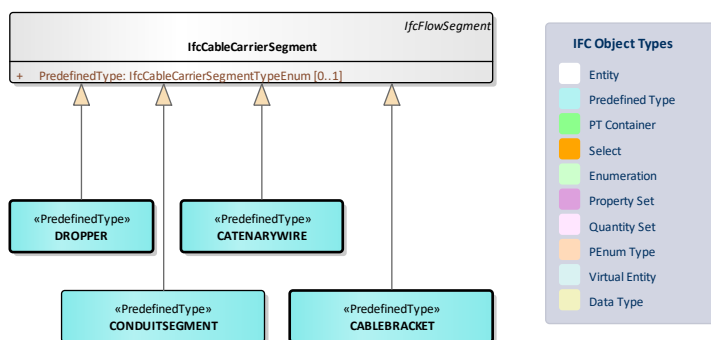 IfcFlowSegment
IfcCableCarrierSegment
+ PredefinedType: IfcCableCarrierSegmentTypeEnum [0..1]
«PredefinedType»
DROPPER
«PredefinedType»
CATENARYWIRE
«PredefinedType»
CONDUITSEGMENT
«PredefinedType»
CABLEBRACKET
IFC Object Types
Entity
Predefined Type
PT Container
Select
Enumeration
Property Set
Quantity Set
PEnum Type
Virtual Entity
Data Type